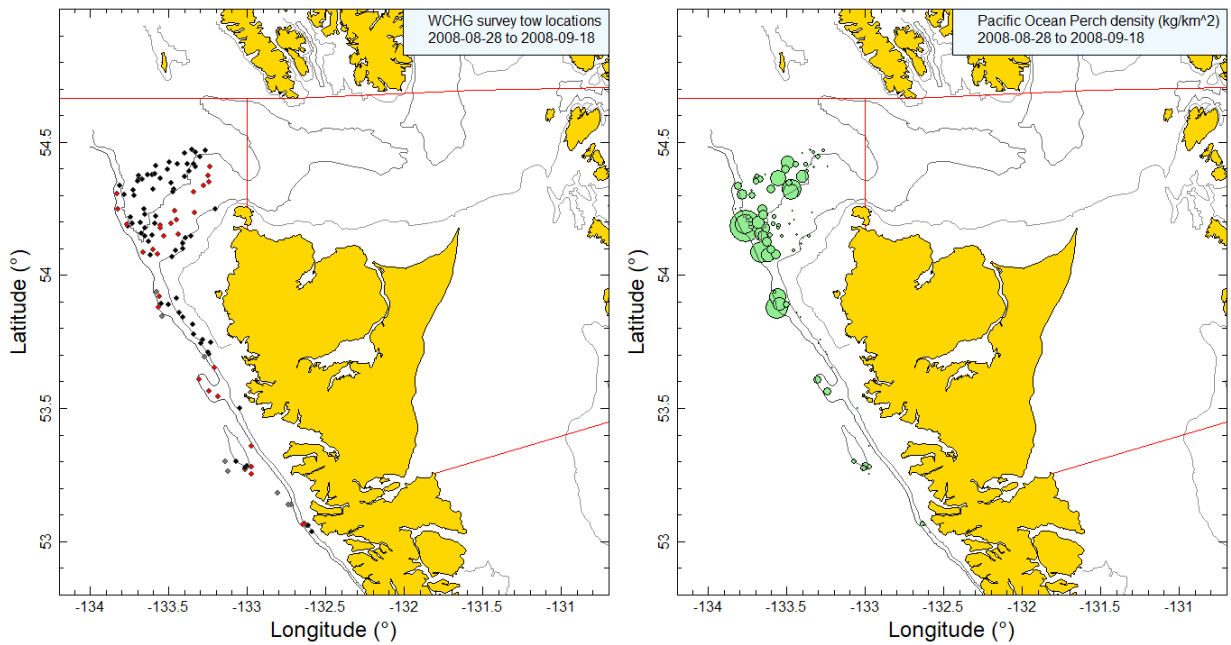 WCHG survey tow locations
2008-08-28 to 2008-09-18
54.5
54
53.5
53
Latitude (°)
-134
-133.5
-133
-132.5
-132
-131.5
-131
Longitude (°)
Pacific Ocean Perch density (kg/km^2)
2008-08-28 to 2008-09-18
54.5
54
53.5
53
Latitude (°)
-134
-133.5
-133
-132.5
-132
-131.5
-131
Longitude (°)